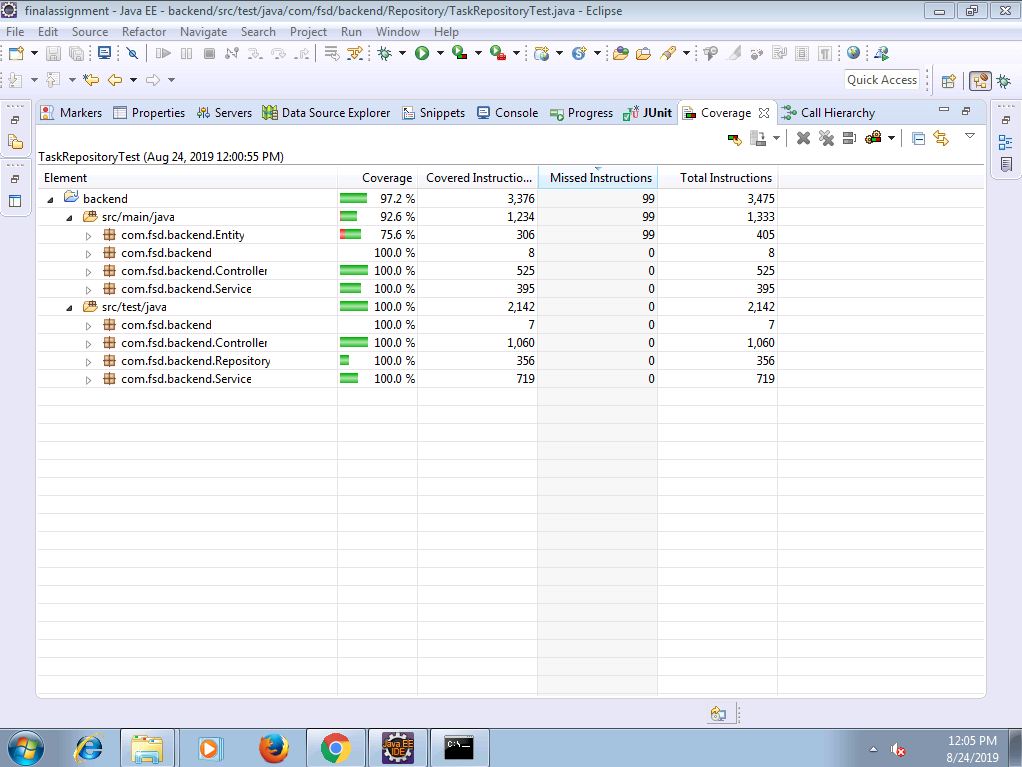 finalassignment - Java EE - backend/src/test/java/com/fsd/backend/Repository/TaskRepositoryTest.java - Eclipse
File Edit Source Refactor Navigate Search Project Run Window Help
Quick Access
Markers Properties Servers Data Source Explorer Snippets Console Progress JUnit Coverage Call Hierarchy
TaskRepositoryTest (Aug 24, 2019 12:00:55 PM)
Element Coverage Covered Instructio... Missed Instructions Total Instructions
backend 97.2 % 3,376 99 3,475
src/main/java 92.6 % 1,234 99 1,333
com.fsd.backend.Entity 75.6 % 306 99 405
com.fsd.backend 100.0 % 8 0 8
com.fsd.backend.Controller 100.0 % 525 0 525
com.fsd.backend.Service 100.0 % 395 0 395
src/test/java 100.0 % 2,142 0 2,142
com.fsd.backend 100.0 % 7 0 7
com.fsd.backend.Controller 100.0 % 1,060 0 1,060
com.fsd.backend.Repository 100.0 % 356 0 356
com.fsd.backend.Service 100.0 % 719 0 719
Java EE
IDE
C:\
12:05 PM
8/24/2019